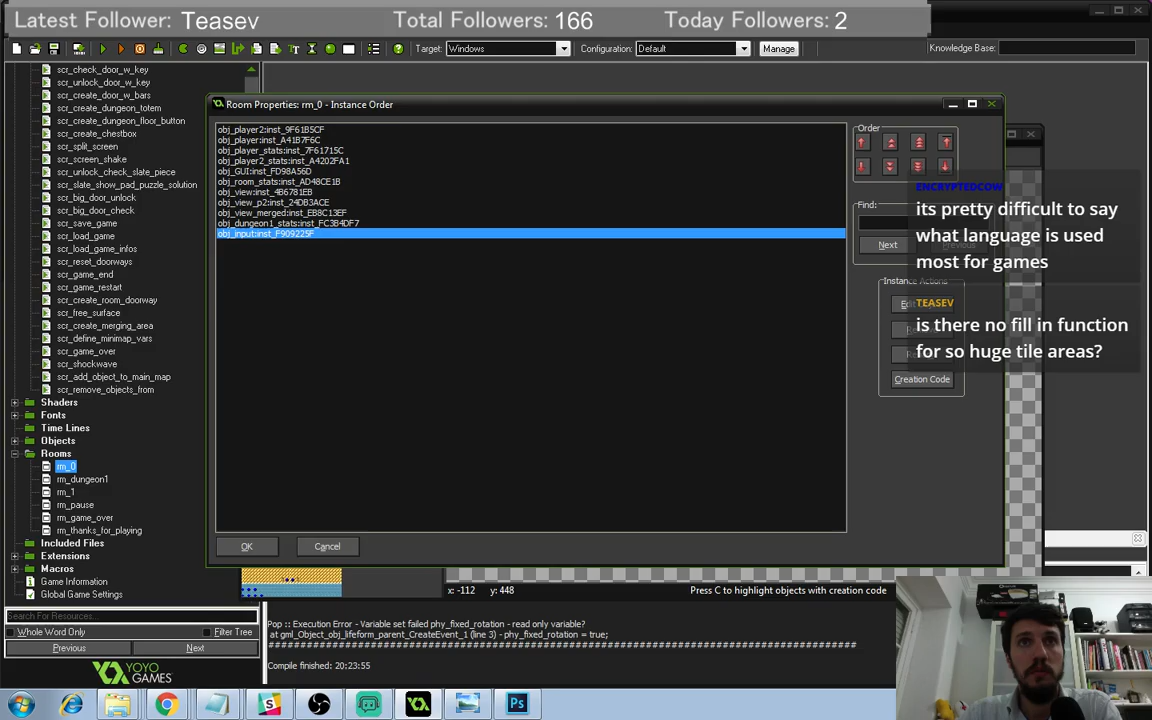 Latest Follower: Teasev
Total Followers: 166
Today Followers: 2
Target:
Windows
Configuration:
Default
Manage
Knowledge Base:
scr_check_door_w_key
scr_unlock_door_w_key
scr_create_door_w_bars
scr_create_dungeon_totem
scr_create_dungeon_floor_button
scr_create_chestbox
scr_split_screen
scr_screen_shake
scr_unlock_chest_check
scr_slate_show_pad_puzzle_solution
scr_unlock_check_slate_piece
scr_big_door_unlock
scr_big_door_check
scr_save_game
scr_load_game
scr_load_game_infos
scr_reset_doorways
scr_game_end
scr_game_restart
scr_create_room_doorway
scr_free_surface
scr_create_merging_area
scr_define_minimap_vars
scr_game_over
scr_shockwave
scr_add_object_to_main_map
scr_remove_objects_from
Shaders
Fonts
Time Lines
Objects
Rooms
rm_0
rm_dungeon1
rm_1
rm_pause
rm_game_over
rm_thanks_for_playing
Included Files
Extensions
Macros
Game Information
Global Game Settings
Search For Resources...
Whole Word Only
Filter Tree
Previous
Next
YOYO
GAMES
Room Properties: rm_0 - Instance Order
obj_player2:inst_9F61B5CF
obj_player:inst_A41B7F6C
obj_player_stats:inst_7F61715C
obj_player2_stats:inst_A4202FA1
obj_GUI:inst_FD98A56D
obj_room_stats:inst_AD48CE1B
obj_view:inst_4B6781EB
obj_view_p2:inst_24DB3ACE
obj_view_merged:inst_EB8C13EF
obj_dungeon1_stats:inst_FC3B4DF7
obj_input:inst_F909225F
OK
Cancel
Order
Find:
Next
Previous
Instance Actions
Creation Code
ENCRYPTEDCOW
its pretty difficult to say
what language is used
most for games
TEASEV
is there no fill in function
for so huge tile areas?
x: -112
y: 448
Press C to highlight objects with creation code
Pop :: Execution Error - Variable set failed phy_fixed_rotation - read only variable?
at gml_Object_obj_lifeform_parent_CreateEvent_1 (line 3) - phy_fixed_rotation = true;
Compile finished: 20:23:55